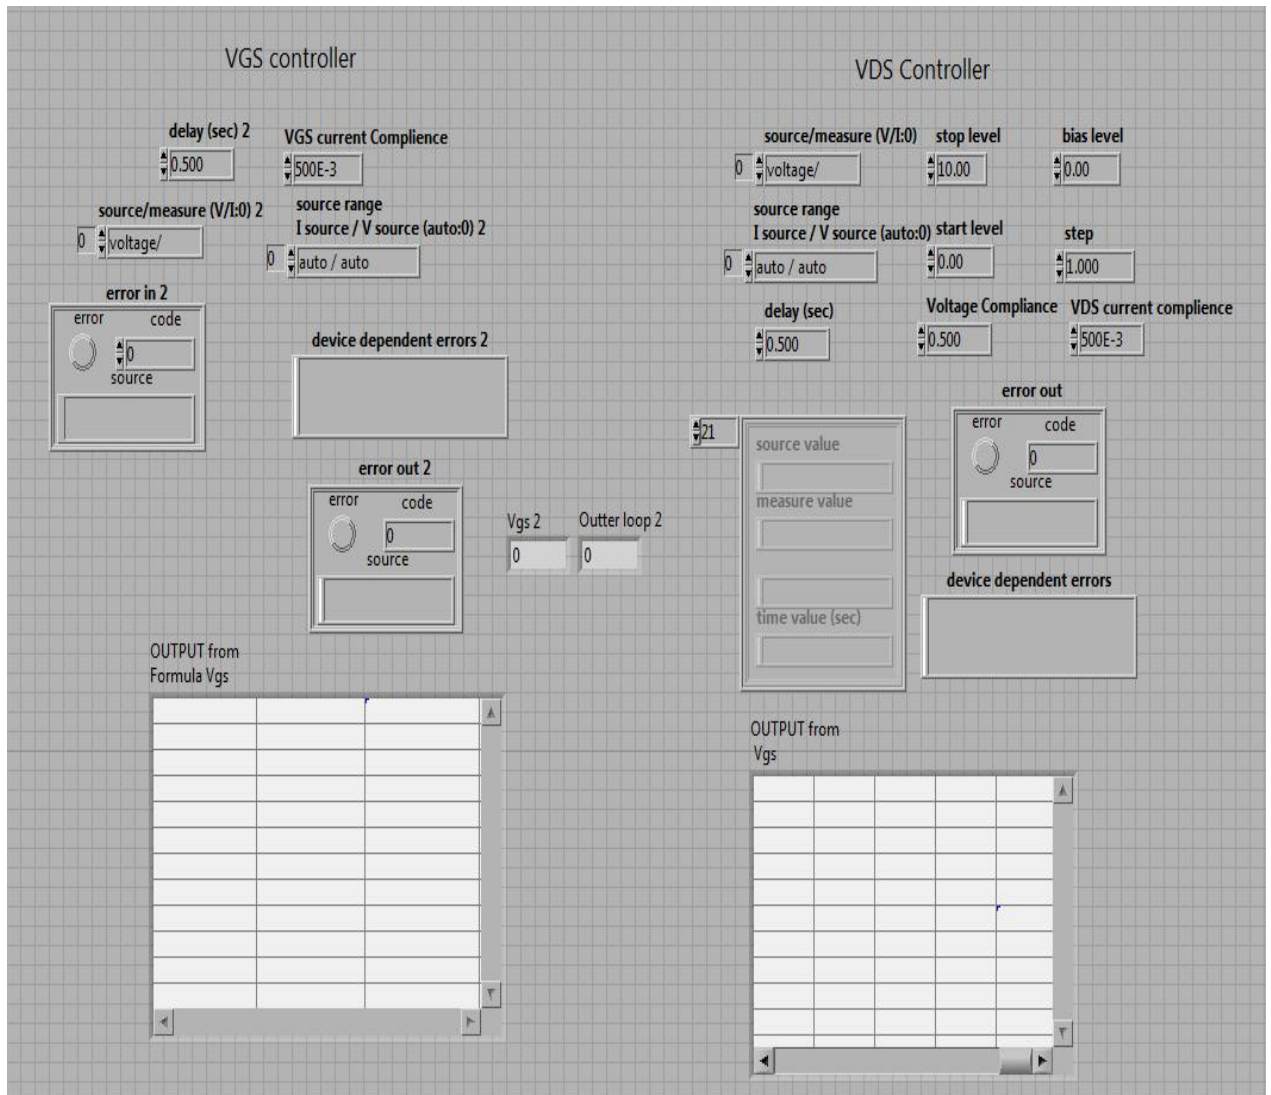 VGS controller
delay (sec) 2
0.500
VGS current Complience
500E-3
source/measure (V/I:0) 2
0
voltage/
source range
I source / V source (auto:0) 2
0
auto / auto
error in 2
error
code
0
source
device dependent errors 2
error out 2
error
code
0
source
Vgs 2
0
Outter loop 2
0
OUTPUT from
Formula Vgs
VDS Controller
source/measure (V/I:0)
0
voltage/
stop level
10.00
bias level
0.00
source range
I source / V source (auto:0)
0
auto / auto
start level
0.00
step
1.000
delay (sec)
0.500
Voltage Compliance
0.500
VDS current complience
500E-3
21
source value
measure value
time value (sec)
error out
error
code
0
source
device dependent errors
OUTPUT from
Vgs